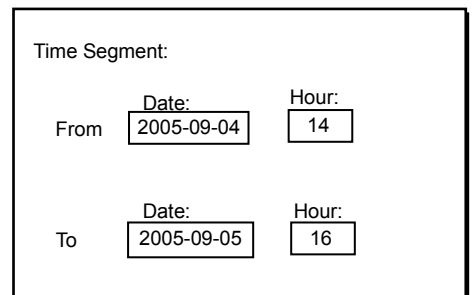 Time Segment:
Date: Hour:
From 2005-09-04 14
Date: Hour:
To 2005-09-05 16